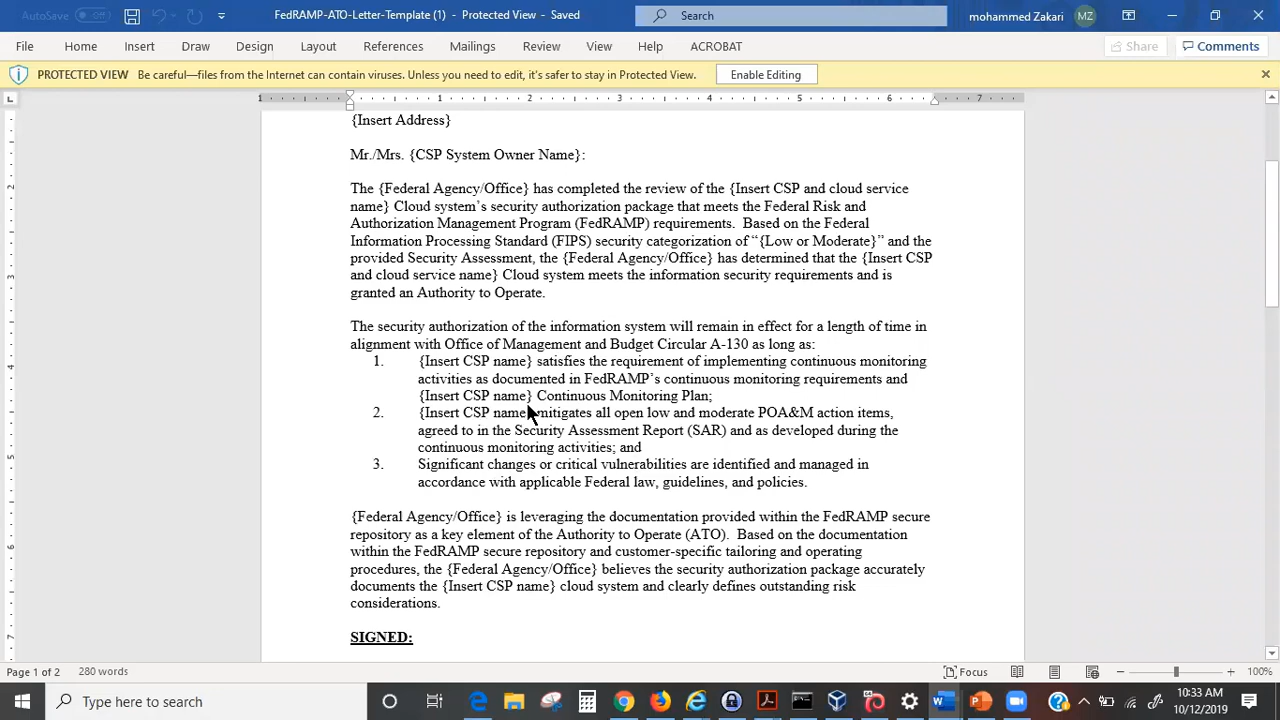 AutoSave
Off
FedRAMP-ATO-Letter-Template (1) - Protected View - Saved
Search
mohammed Zakari
MZ
File Home Insert Draw Design Layout References Mailings Review View Help ACROBAT
Share
Comments
PROTECTED VIEW Be careful—files from the Internet can contain viruses. Unless you need to edit, it's safer to stay in Protected View.
Enable Editing
1 1 2 3 4 5 6 7
{Insert Address}
Mr./Mrs. {CSP System Owner Name}:
The {Federal Agency/Office} has completed the review of the {Insert CSP and cloud service
name} Cloud system's security authorization package that meets the Federal Risk and
Authorization Management Program (FedRAMP) requirements. Based on the Federal
Information Processing Standard (FIPS) security categorization of “{Low or Moderate}” and the
provided Security Assessment, the {Federal Agency/Office} has determined that the {Insert CSP
and cloud service name} Cloud system meets the information security requirements and is
granted an Authority to Operate.
The security authorization of the information system will remain in effect for a length of time in
alignment with Office of Management and Budget Circular A-130 as long as:
1. {Insert CSP name} satisfies the requirement of implementing continuous monitoring
activities as documented in FedRAMP's continuous monitoring requirements and
{Insert CSP name} Continuous Monitoring Plan;
2. {Insert CSP name} mitigates all open low and moderate POA&M action items,
agreed to in the Security Assessment Report (SAR) and as developed during the
continuous monitoring activities; and
3. Significant changes or critical vulnerabilities are identified and managed in
accordance with applicable Federal law, guidelines, and policies.
{Federal Agency/Office} is leveraging the documentation provided within the FedRAMP secure
repository as a key element of the Authority to Operate (ATO). Based on the documentation
within the FedRAMP secure repository and customer-specific tailoring and operating
procedures, the {Federal Agency/Office} believes the security authorization package accurately
documents the {Insert CSP name} cloud system and clearly defines outstanding risk
considerations.
SIGNED:
2
3
4
5
6
7
Page 1 of 2 280 words
Focus
100%
Type here to search
10:33 AM
10/12/2019